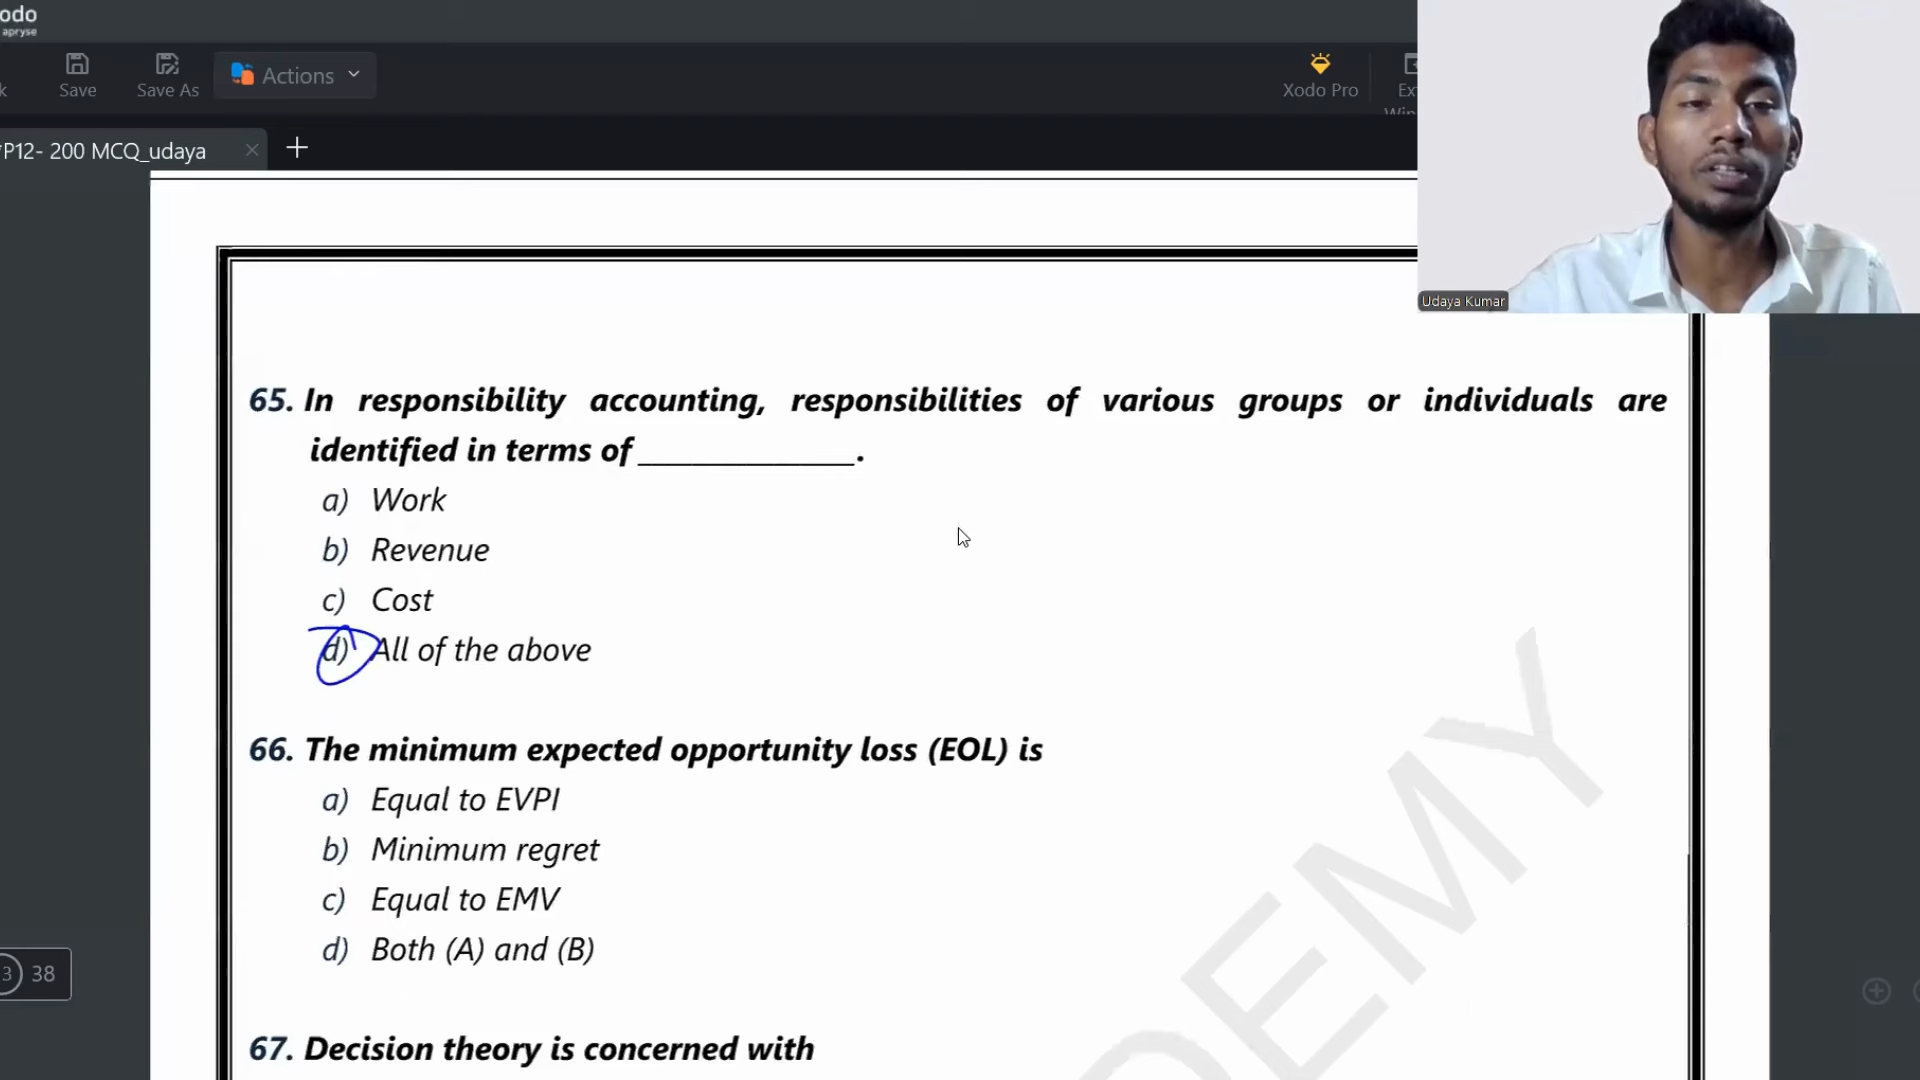 odo
apryse
k
Save
Save As
Actions
Xodo Pro
Ex
P12- 200 MCQ_udaya
Udaya Kumar
65. In responsibility accounting, responsibilities of various groups or individuals are
identified in terms of ______________.
a) Work
b) Revenue
c) Cost
d) All of the above
66. The minimum expected opportunity loss (EOL) is
a) Equal to EVPI
b) Minimum regret
c) Equal to EMV
d) Both (A) and (B)
67. Decision theory is concerned with
3 38
DEMY